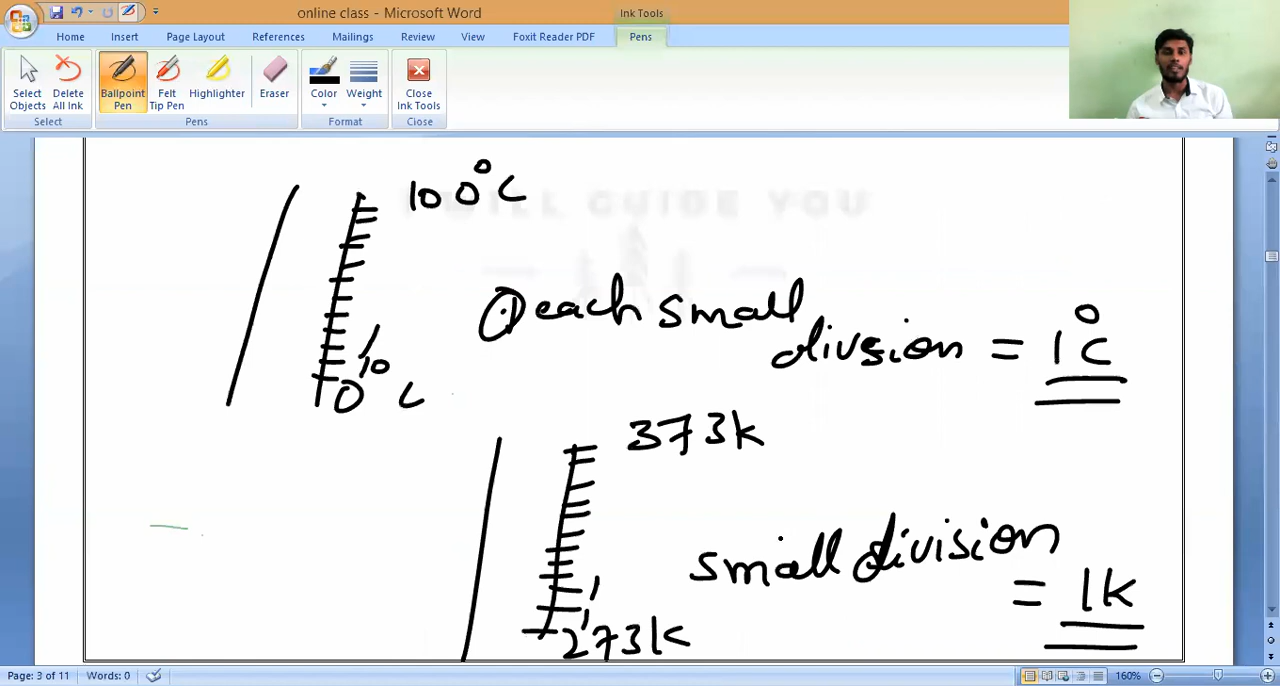 online class - Microsoft Word
Ink Tools
Home Insert Page Layout References Mailings Review View Foxit Reader PDF Pens
Select Objects
Delete All Ink
Ballpoint Pen
Felt Tip Pen
Highlighter
Eraser
Color
Weight
Close Ink Tools
Select Pens Format Close
I WILL GUIDE YOU
100°C
① each small
division = 1°C
10
0°C
373k
small division
= 1k
273k
Page: 3 of 11 Words: 0 160%